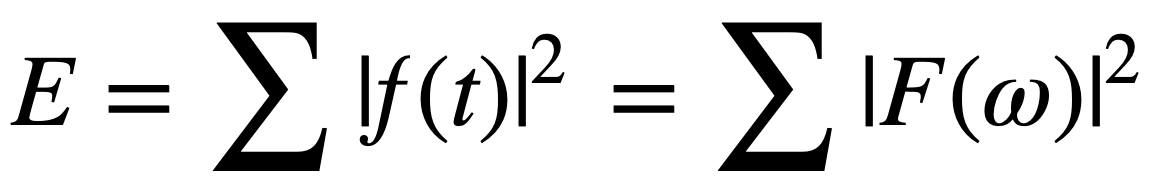 E = ∑ |f(t)|² = ∑ |F(ω)|²